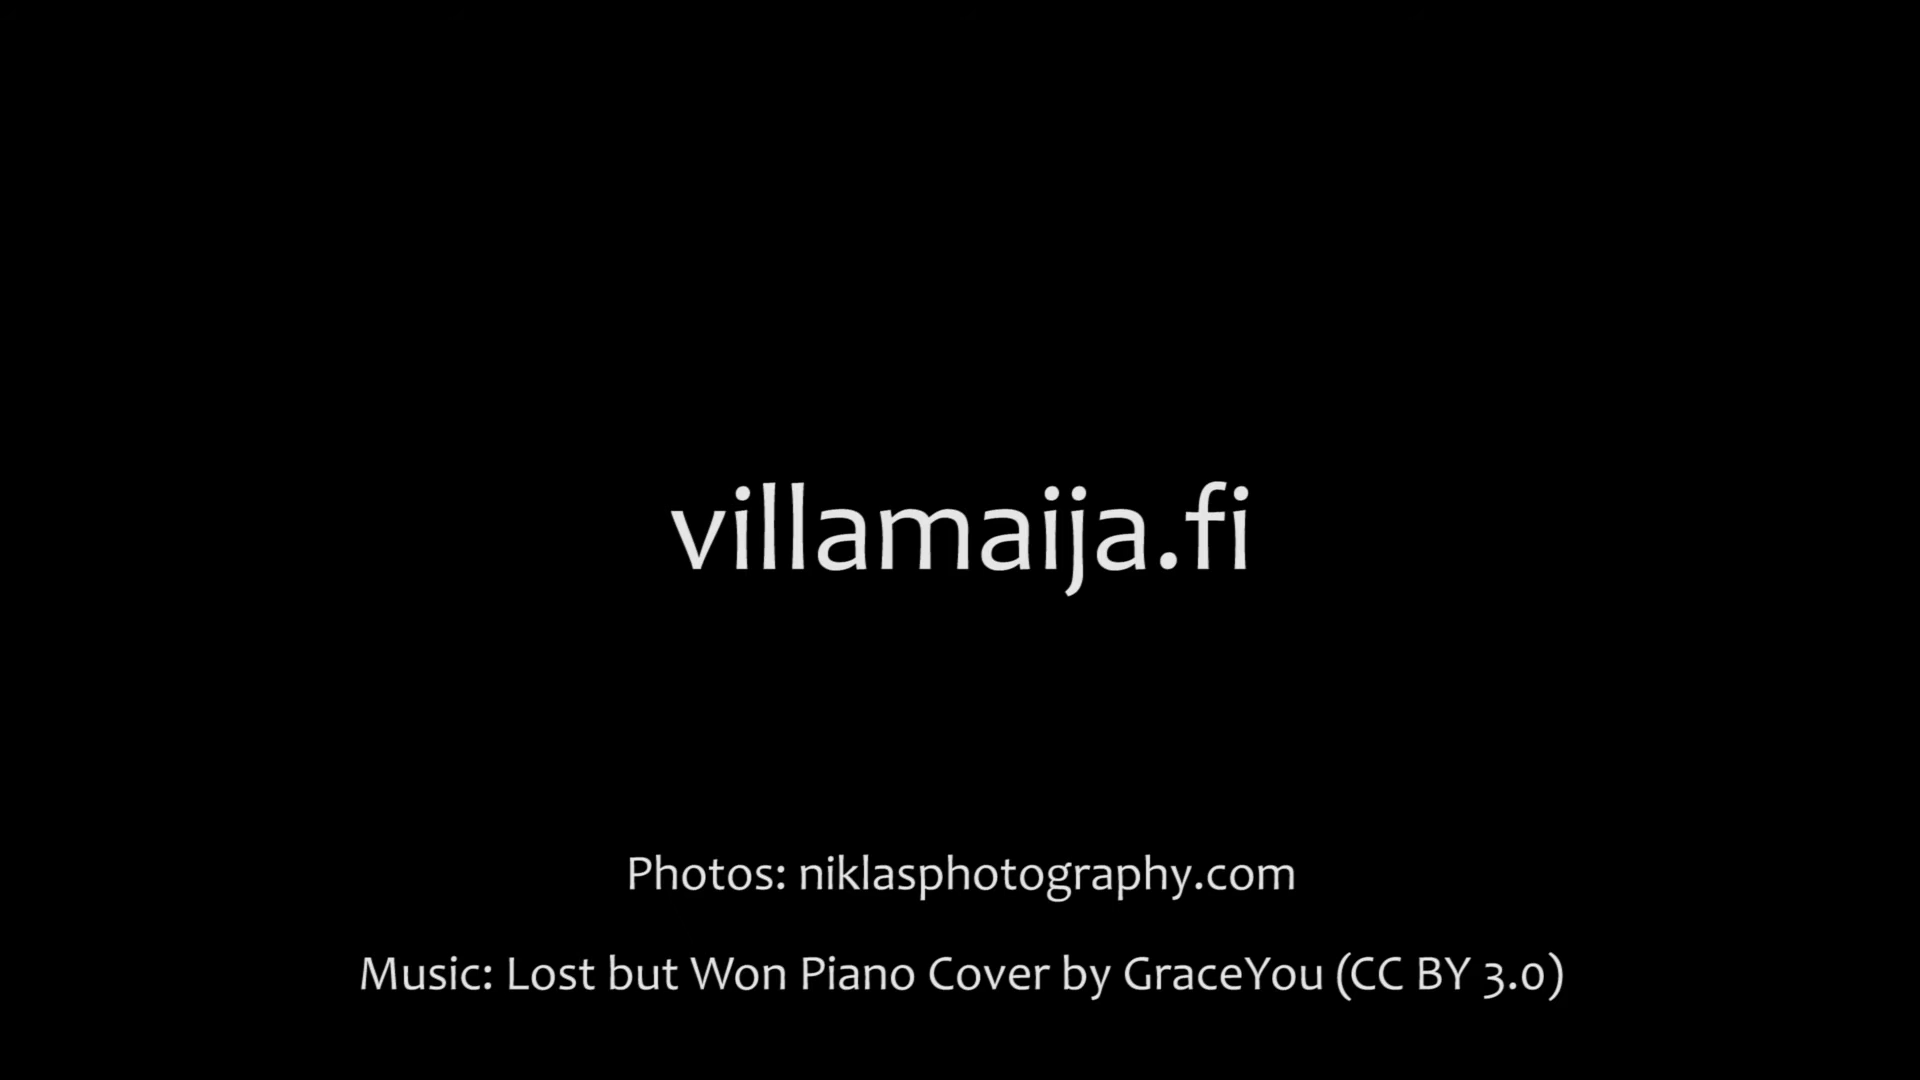 villamaija.fi
Photos: niklasphotography.com
Music: Lost but Won Piano Cover by GraceYou (CC BY 3.0)